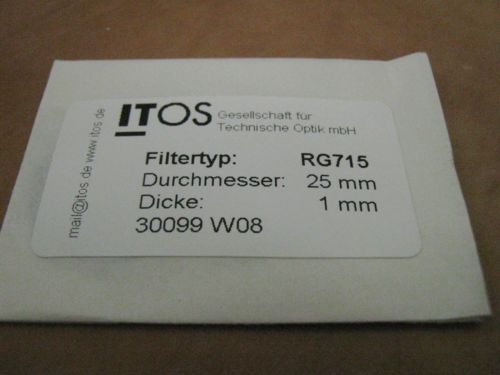 ITOS Gesellschaft für
Technische Optik mbH
mail@itos.de www.itos.de
Filtertyp: RG715
Durchmesser: 25 mm
Dicke: 1 mm
30099 W08